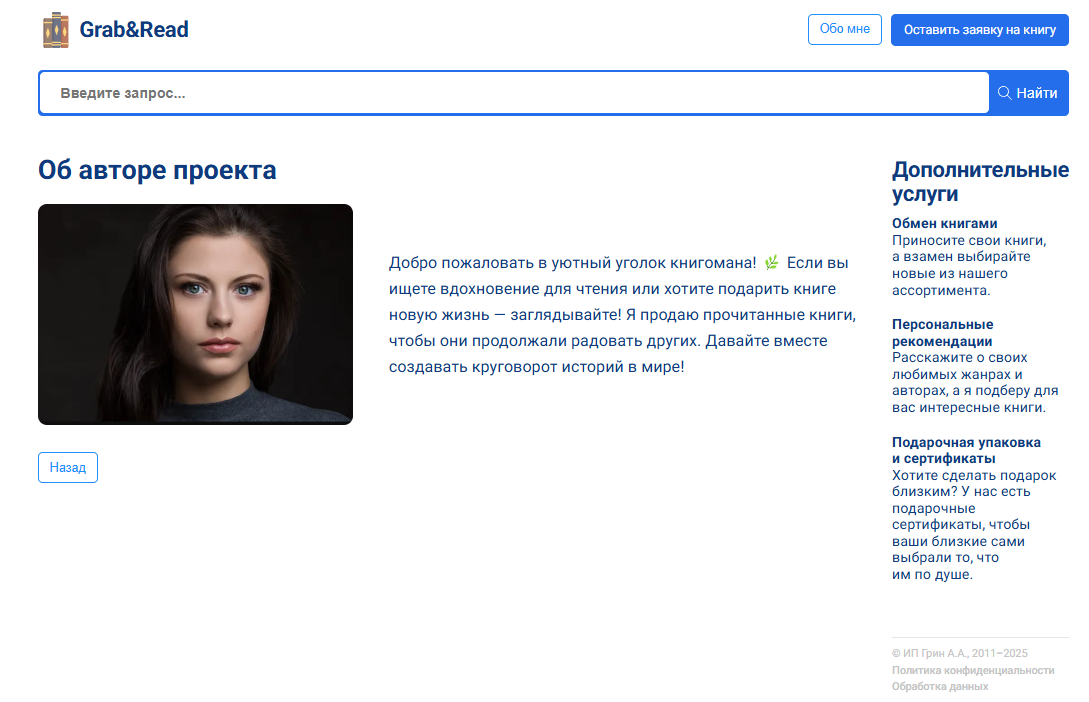 Grab&Read
Обо мне
Оставить заявку на книгу
Введите запрос...
Найти
Об авторе проекта
Добро пожаловать в уютный уголок книгомана! 🌿 Если вы
ищете вдохновение для чтения или хотите подарить книге
новую жизнь — заглядывайте! Я продаю прочитанные книги,
чтобы они продолжали радовать других. Давайте вместе
создавать круговорот историй в мире!
Назад
Дополнительные
услуги
Обмен книгами
Приносите свои книги,
а взамен выбирайте
новые из нашего
ассортимента.
Персональные
рекомендации
Расскажите о своих
любимых жанрах и
авторах, а я подберу для
вас интересные книги.
Подарочная упаковка
и сертификаты
Хотите сделать подарок
близким? У нас есть
подарочные
сертификаты, чтобы
ваши близкие сами
выбрали то, что
им по душе.
© ИП Грин А.А., 2011–2025
Политика конфиденциальности
Обработка данных